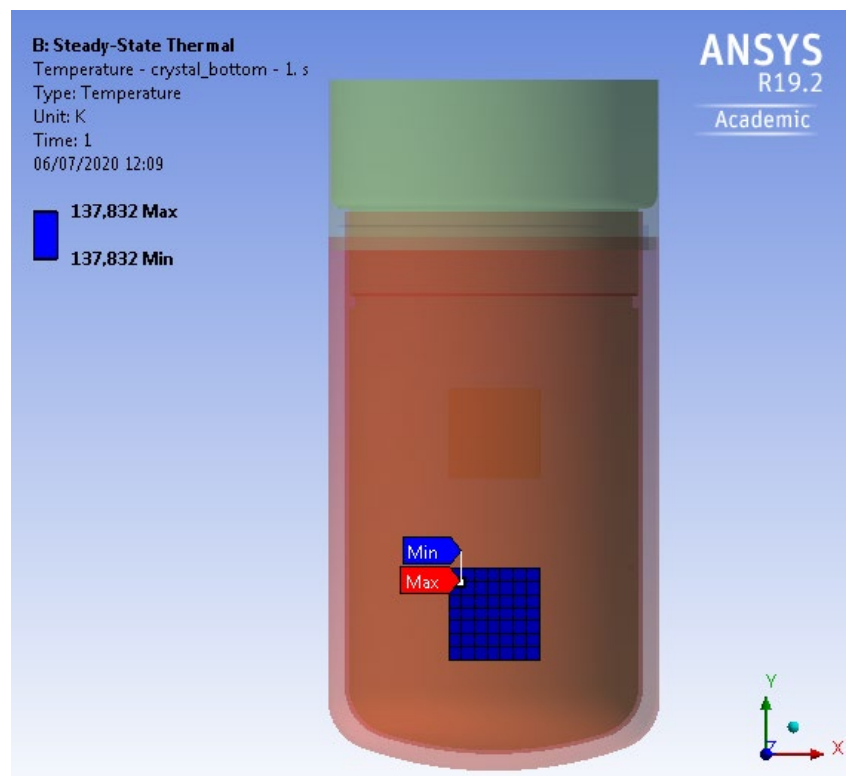 B: Steady-State Thermal
Temperature - crystal_bottom - 1. s
Type: Temperature
Unit: K
Time: 1
06/07/2020 12:09
137,832 Max
137,832 Min
ANSYS
R19.2
Academic
Min
Max
Y
Z
X